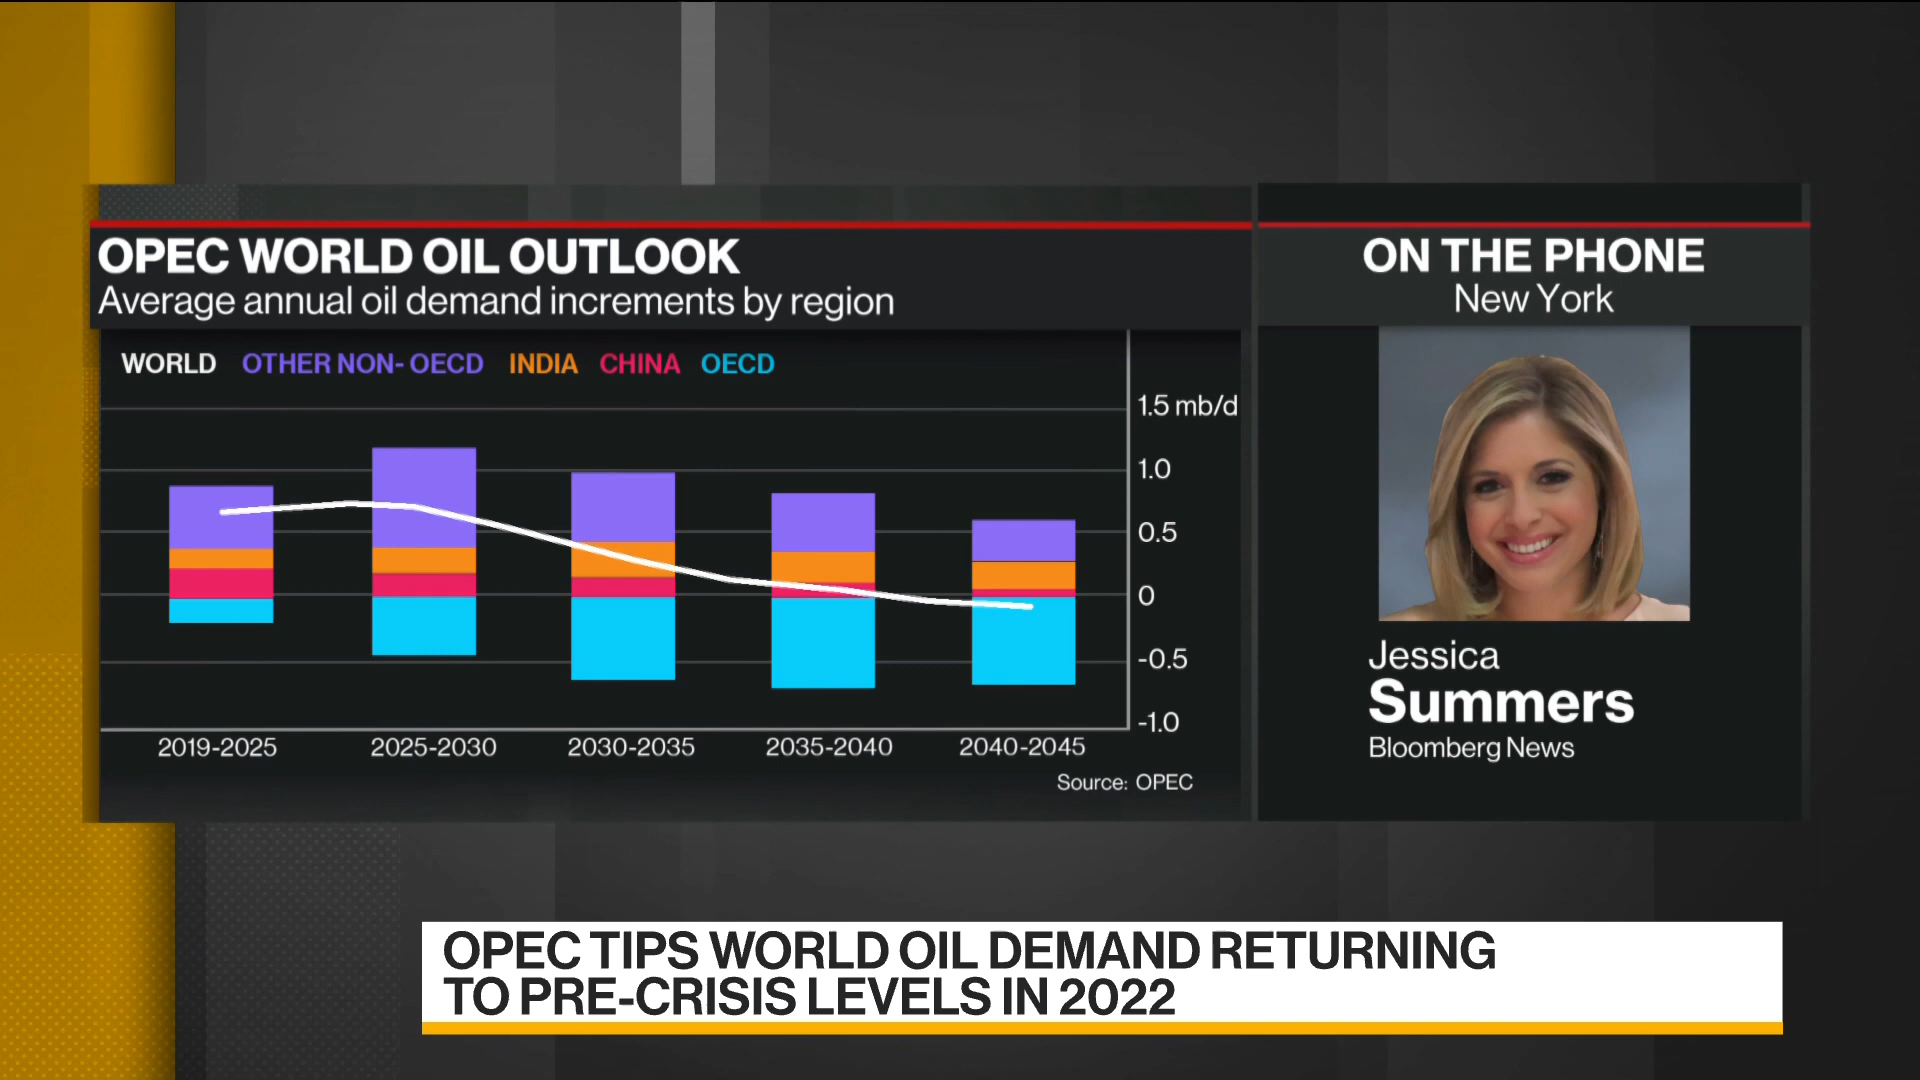 OPEC WORLD OIL OUTLOOK
Average annual oil demand increments by region
WORLD OTHER NON- OECD INDIA CHINA OECD
1.5 mb/d
1.0
0.5
0
-0.5
-1.0
2019-2025 2025-2030 2030-2035 2035-2040 2040-2045
Source: OPEC
ON THE PHONE
New York
Jessica
Summers
Bloomberg News
OPEC TIPS WORLD OIL DEMAND RETURNING
TO PRE-CRISIS LEVELS IN 2022